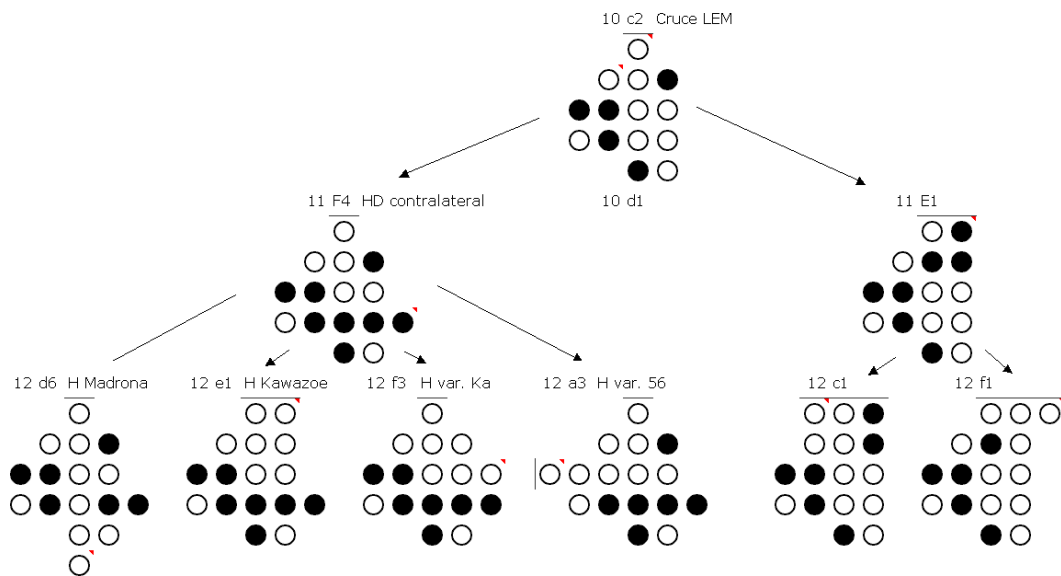 10 c2 Cruce LEM
10 d1
11 F4 HD contralateral
11 E1
12 d6 H Madrona
12 e1 H Kawazoe
12 f3 H var. Ka
12 a3 H var. 56
12 c1
12 f1